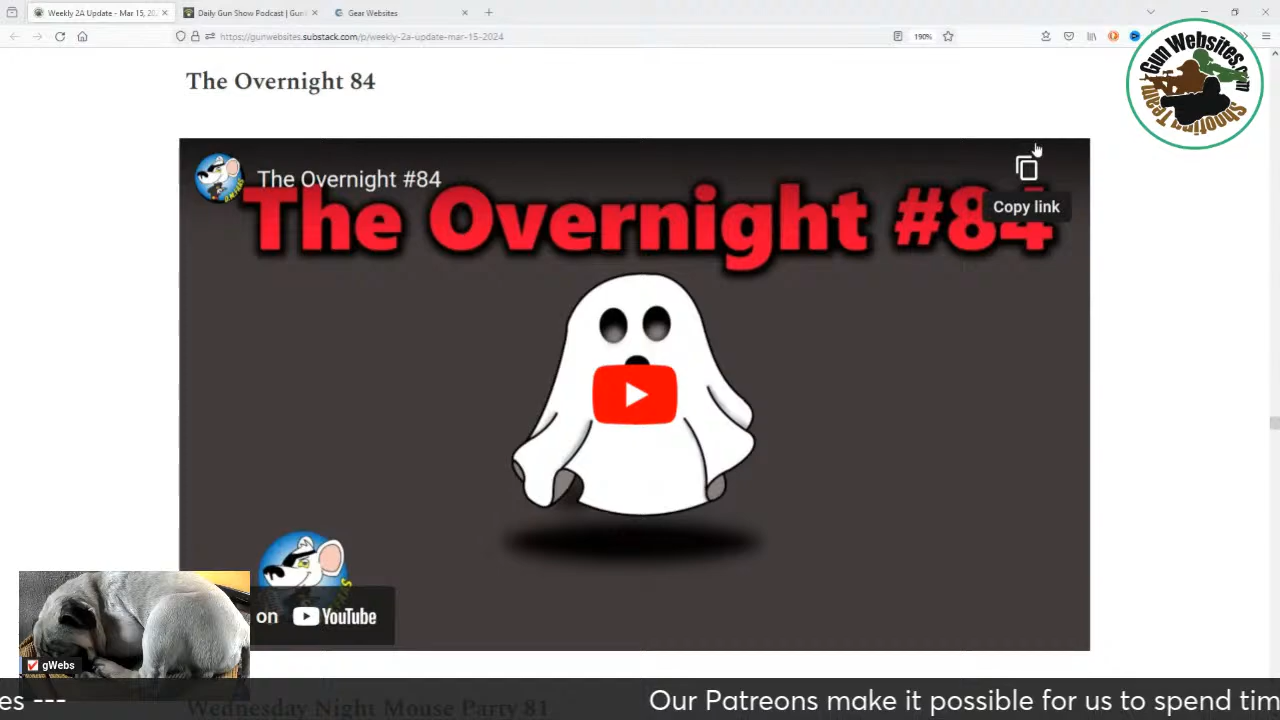 Weekly 2A Update - Mar 15, 20
Daily Gun Show Podcast | Gun
Gear Websites
https://gunwebsites.substack.com/p/weekly-2a-update-mar-15-2024
190%
Gun Websites.com
Shooting Team
The Overnight 84
The Overnight #84
The Overnight #84
Copy link
on YouTube
gWebs
Wednesday Night Mouse Party 81
es ---
Our Patreons make it possible for us to spend tim